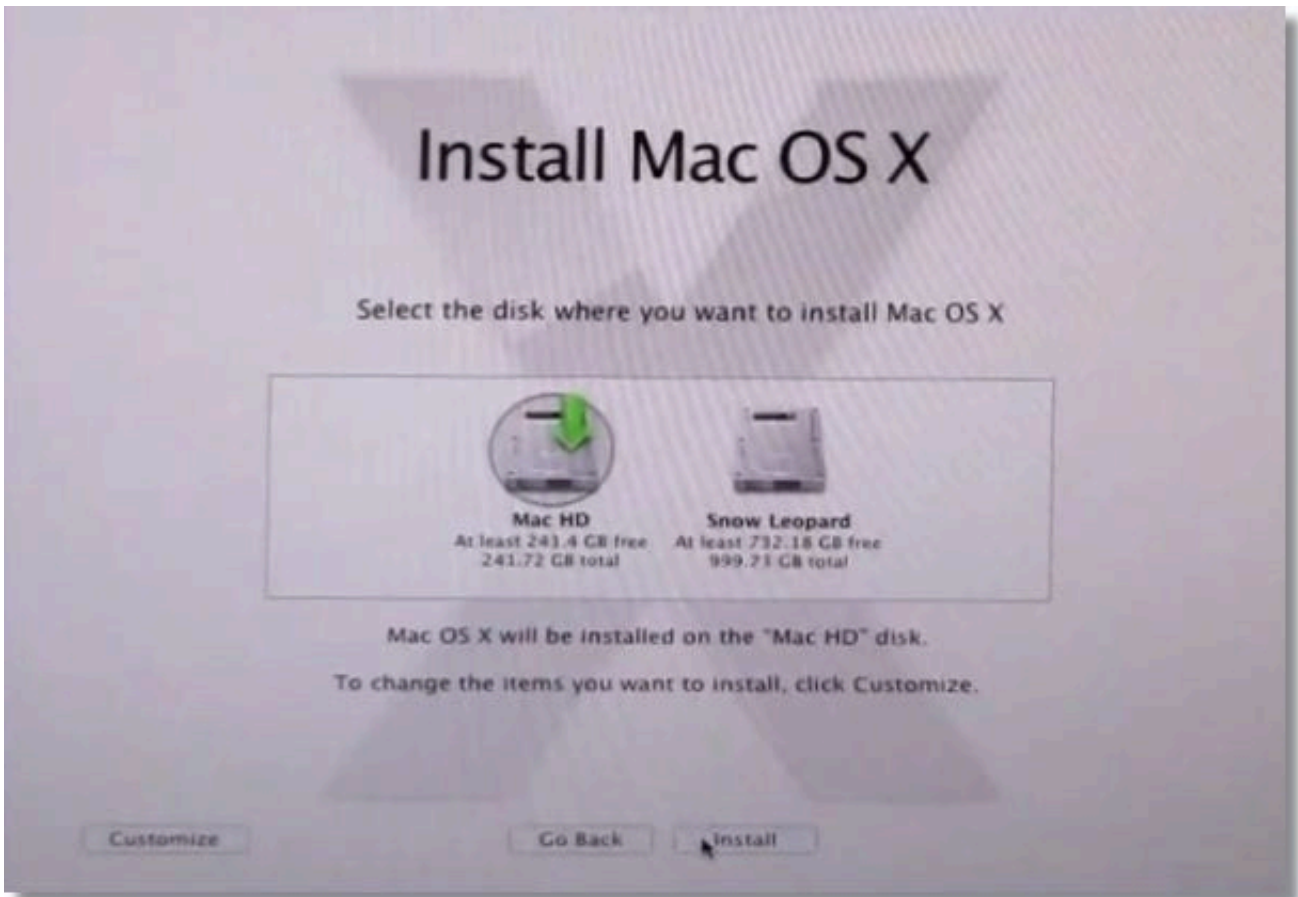 Install Mac OS X
Select the disk where you want to install Mac OS X
Mac HD
At least 241.4 GB free
241.72 GB total
Snow Leopard
At least 732.18 GB free
999.71 GB total
Mac OS X will be installed on the "Mac HD" disk.
To change the items you want to install, click Customize.
Customize
Go Back
Install